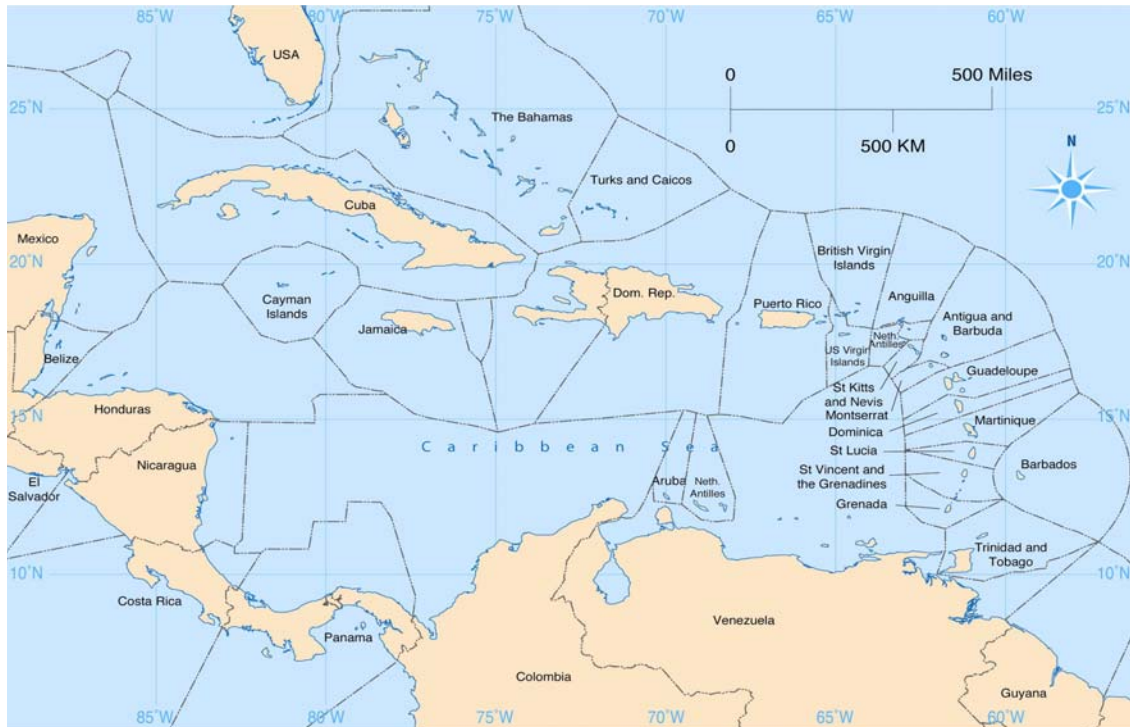 85°W
80°W
75°W
70°W
65°W
60°W
USA
0
500 Miles
25°N
25°N
The Bahamas
0
500 KM
N
Turks and Caicos
Cuba
Mexico
British Virgin
Islands
20°N
20°N
Dom. Rep.
Anguilla
Cayman
Islands
Puerto Rico
Antigua and
Barbuda
Jamaica
Neth.
Antilles
US Virgin
Islands
Belize
Guadeloupe
St Kitts
and Nevis
Montserrat
Honduras
15°N
15°N
Martinique
Dominica
Caribbean Sea
St Lucia
Nicaragua
Barbados
El
Salvador
Aruba
Neth.
Antilles
St Vincent and
the Grenadines
Grenada
Trinidad and
Tobago
10°N
10°N
Costa Rica
Venezuela
Panama
Colombia
Guyana
85°W
80°W
75°W
70°W
65°W
60°W